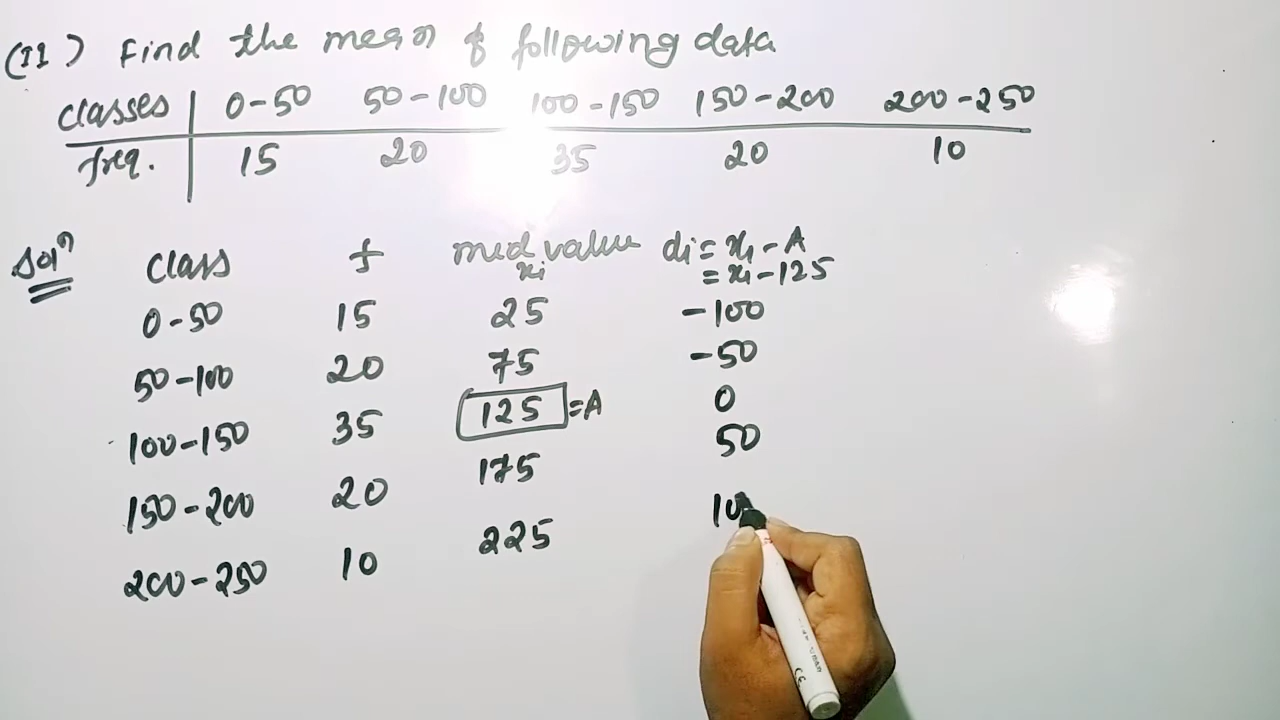 (II) Find the mean of following data
classes 0-50 50-100 100-150 150-200 200-250
freq. 15 20 35 20 10
Solⁿ class f mid value xi di = xi - A
= xi - 125
0-50 15 25 -100
50-100 20 75 -50
100-150 35 125 = A 0
150-200 20 175 50
200-250 10 225 10